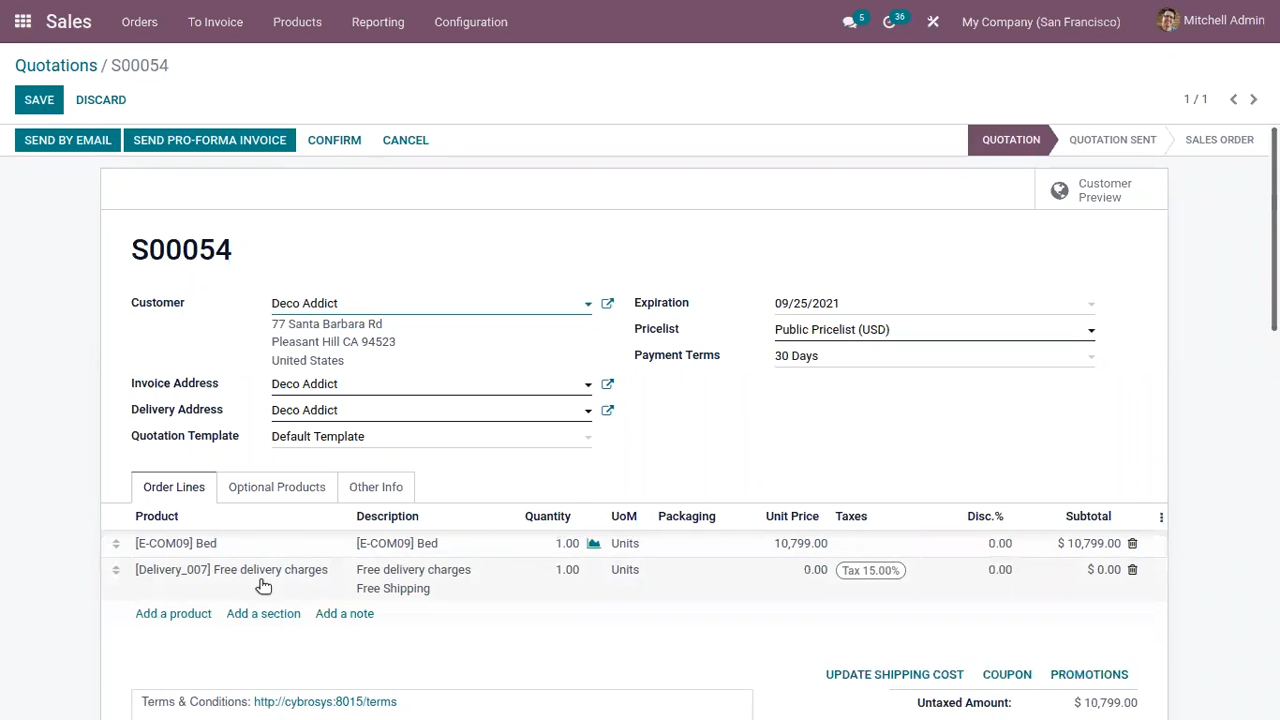 Sales Orders To Invoice Products Reporting Configuration 5 36 My Company (San Francisco) Mitchell Admin
Quotations / S00054
SAVE DISCARD 1 / 1
SEND BY EMAIL SEND PRO-FORMA INVOICE CONFIRM CANCEL QUOTATION QUOTATION SENT SALES ORDER
Customer
Preview
S00054
Customer Deco Addict Expiration 09/25/2021
77 Santa Barbara Rd
Pleasant Hill CA 94523
United States
Pricelist Public Pricelist (USD)
Payment Terms 30 Days
Invoice Address Deco Addict
Delivery Address Deco Addict
Quotation Template Default Template
Order Lines Optional Products Other Info
Product Description Quantity UoM Packaging Unit Price Taxes Disc.% Subtotal
[E-COM09] Bed [E-COM09] Bed 1.00 Units 10,799.00 0.00 $ 10,799.00
[Delivery_007] Free delivery charges Free delivery charges 1.00 Units 0.00 Tax 15.00% 0.00 $ 0.00
Free Shipping
Add a product Add a section Add a note
UPDATE SHIPPING COST COUPON PROMOTIONS
Terms & Conditions: http://cybrosys:8015/terms Untaxed Amount: $ 10,799.00